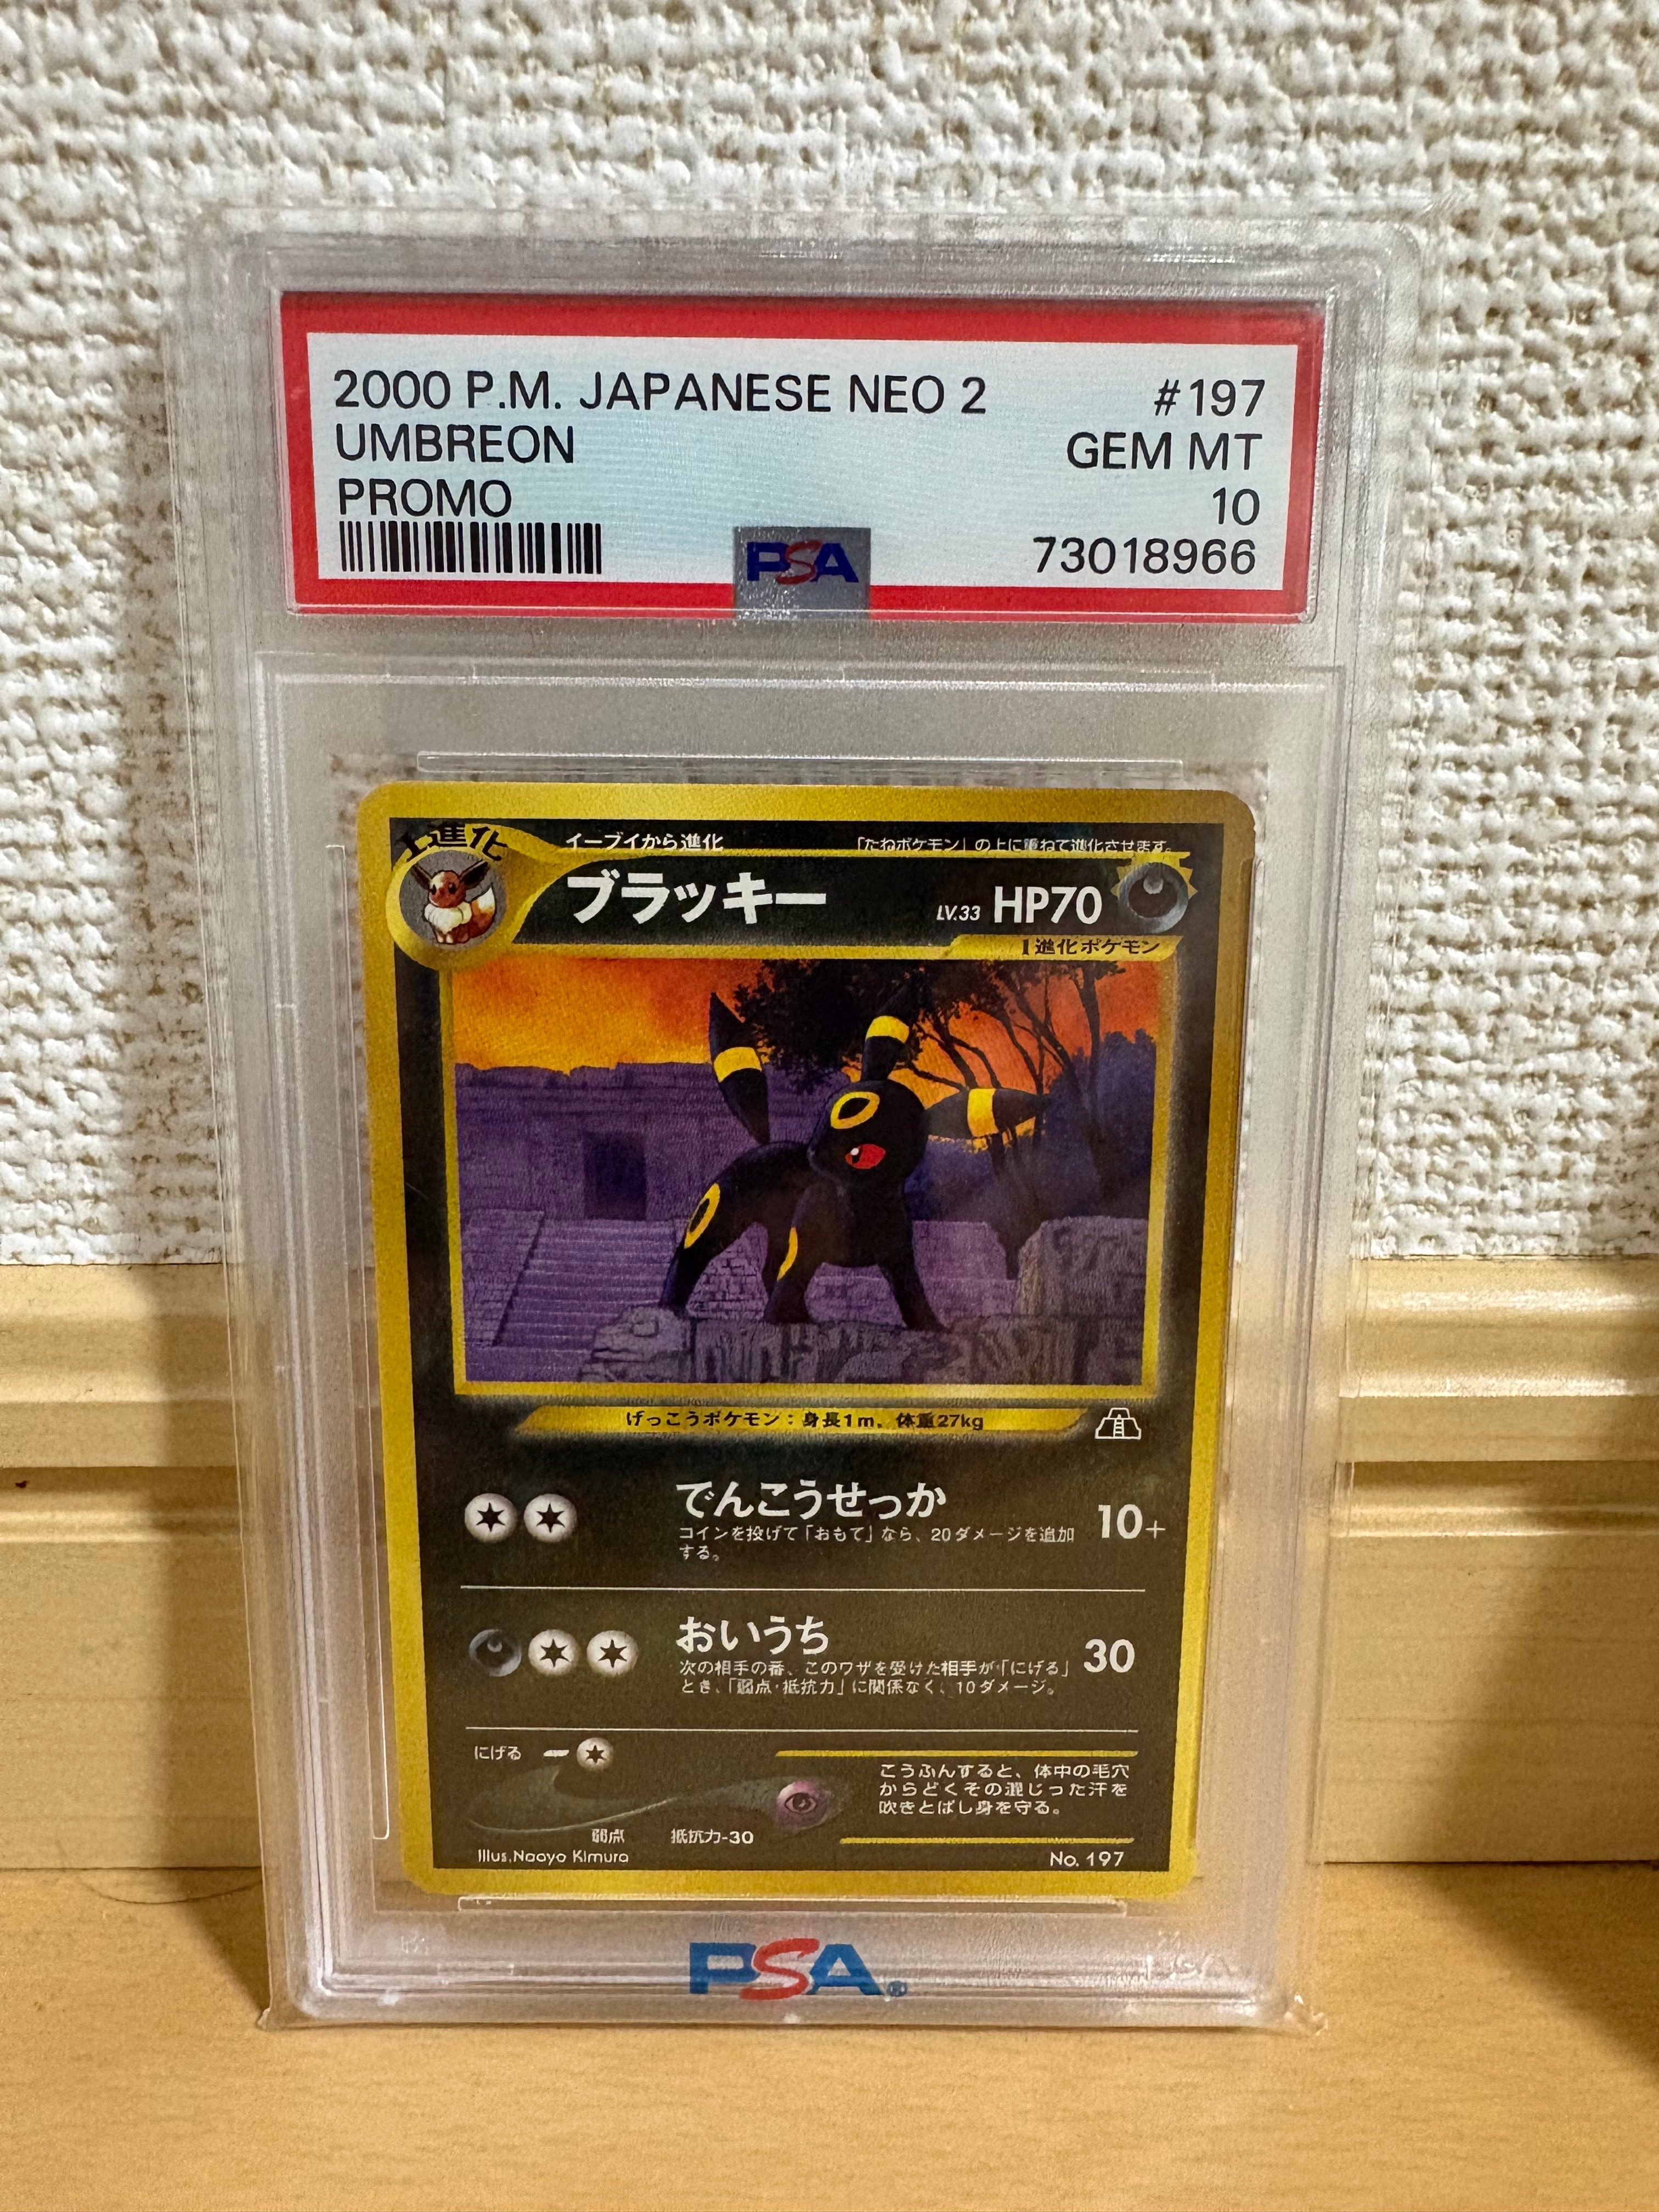 2000 P.M. JAPANESE NEO 2 #197
UMBREON GEM MT
PROMO 10
PSA 73018966
1進化
イーブイから進化 「たねポケモン」の上に重ねて進化させます。
ブラッキー LV.33 HP70
1進化ポケモン
げっこうポケモン：身長1m、体重27kg
でんこうせっか 10+
コインを投げて「おもて」なら、20ダメージを追加
する。
おいうち 30
次の相手の番、このワザを受けた相手が「にげる」
とき、「弱点・抵抗力」に関係なく、10ダメージ。
にげる
こうふんすると、体中の毛穴
からどくその混じった汗を
吹きとばし身を守る。
弱点 抵抗力-30
Illus.Naoyo Kimura No. 197
PSA®